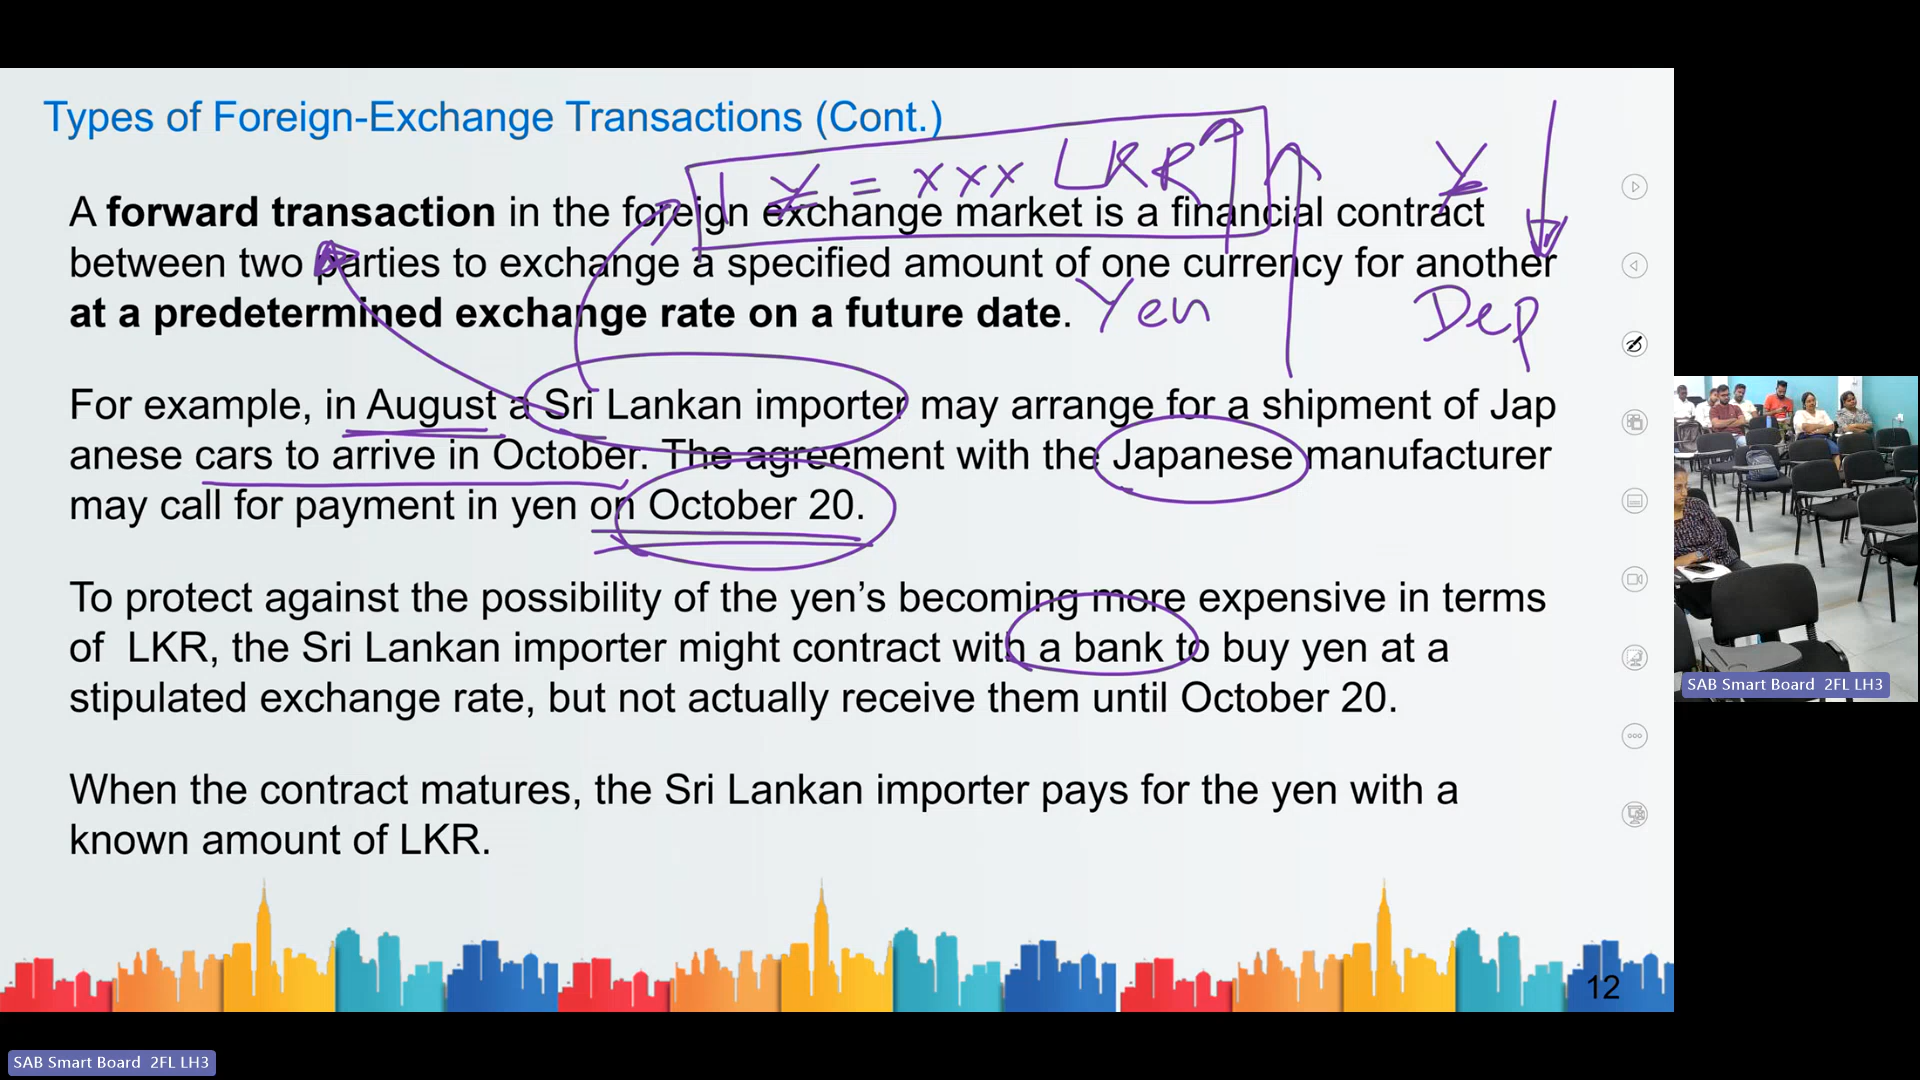 Types of Foreign-Exchange Transactions (Cont.)
1 ¥ = xxx LKR ¥
A forward transaction in the foreign exchange market is a financial contract
between two parties to exchange a specified amount of one currency for another
at a predetermined exchange rate on a future date. Yen Dep
For example, in August a Sri Lankan importer may arrange for a shipment of Jap
anese cars to arrive in October. The agreement with the Japanese manufacturer
may call for payment in yen on October 20.
To protect against the possibility of the yen’s becoming more expensive in terms
of LKR, the Sri Lankan importer might contract with a bank to buy yen at a
stipulated exchange rate, but not actually receive them until October 20.
When the contract matures, the Sri Lankan importer pays for the yen with a
known amount of LKR.
12
SAB Smart Board 2FL LH3
SAB Smart Board 2FL LH3